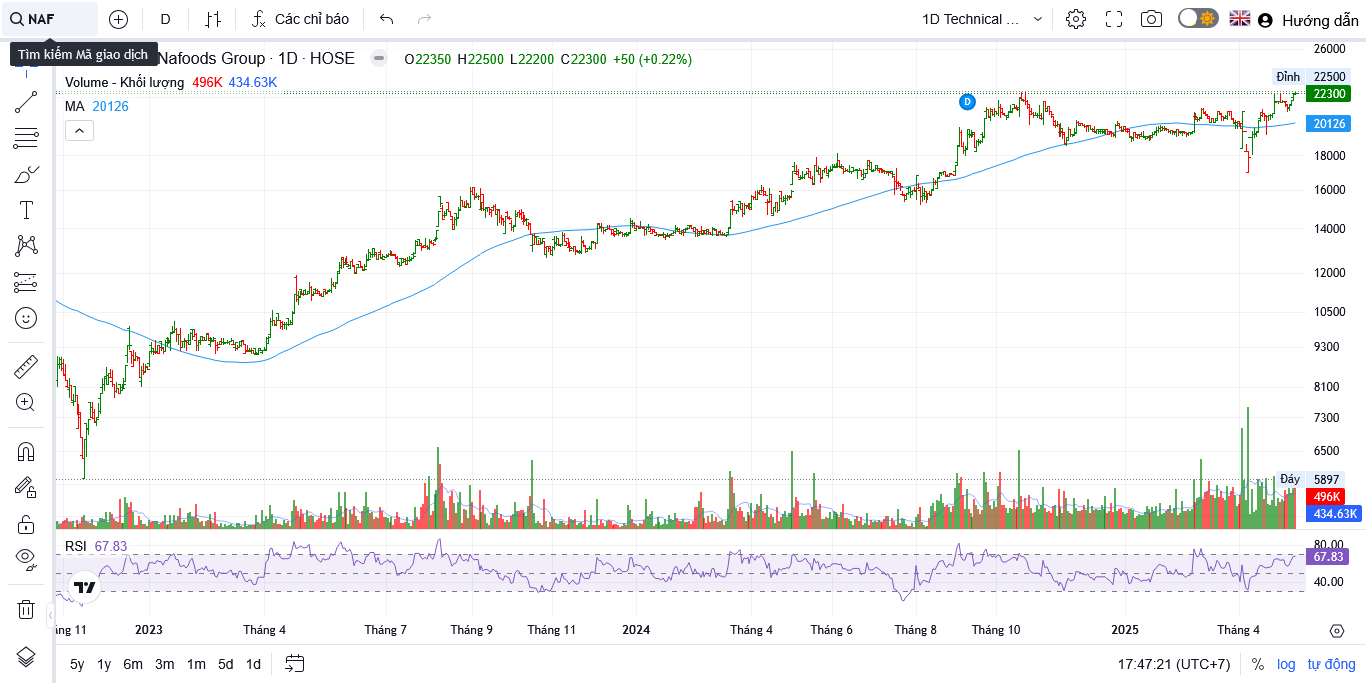 NAF
D
Các chỉ báo
1D Technical ...
Hướng dẫn
Tìm kiếm Mã giao dịch
Nafoods Group · 1D · HOSE
O22350 H22500 L22200 C22300 +50 (+0.22%)
Volume - Khối lượng 496K 434.63K
MA 20126
D
26000
Đỉnh 22500
22300
20126
18000
16000
14000
12000
10500
9300
8100
7300
6500
Đáy 5897
496K
434.63K
RSI 67.83
80.00
67.83
40.00
ng 11 2023 Tháng 4 Tháng 7 Tháng 9 Tháng 11 2024 Tháng 4 Tháng 6 Tháng 8 Tháng 10 2025 Tháng 4
5y 1y 6m 3m 1m 5d 1d
17:47:21 (UTC+7) % log tự động